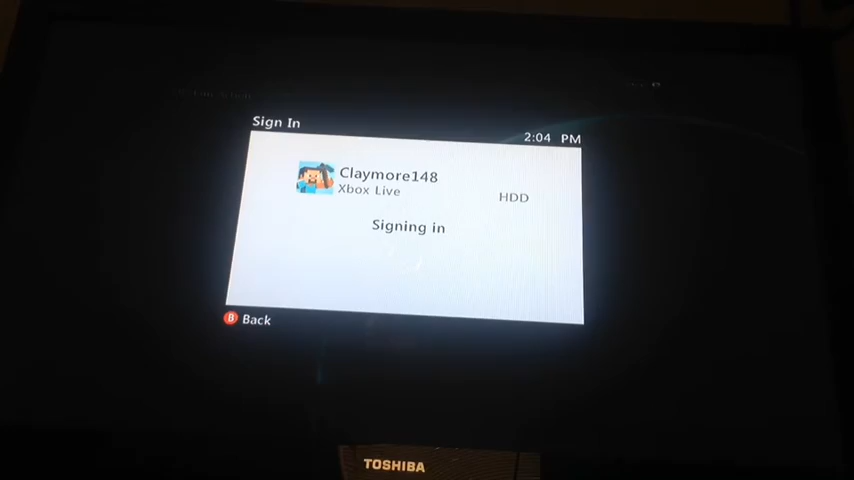 Sign In
2:04 PM
Claymore148
Xbox Live
HDD
Signing in
B Back
TOSHIBA